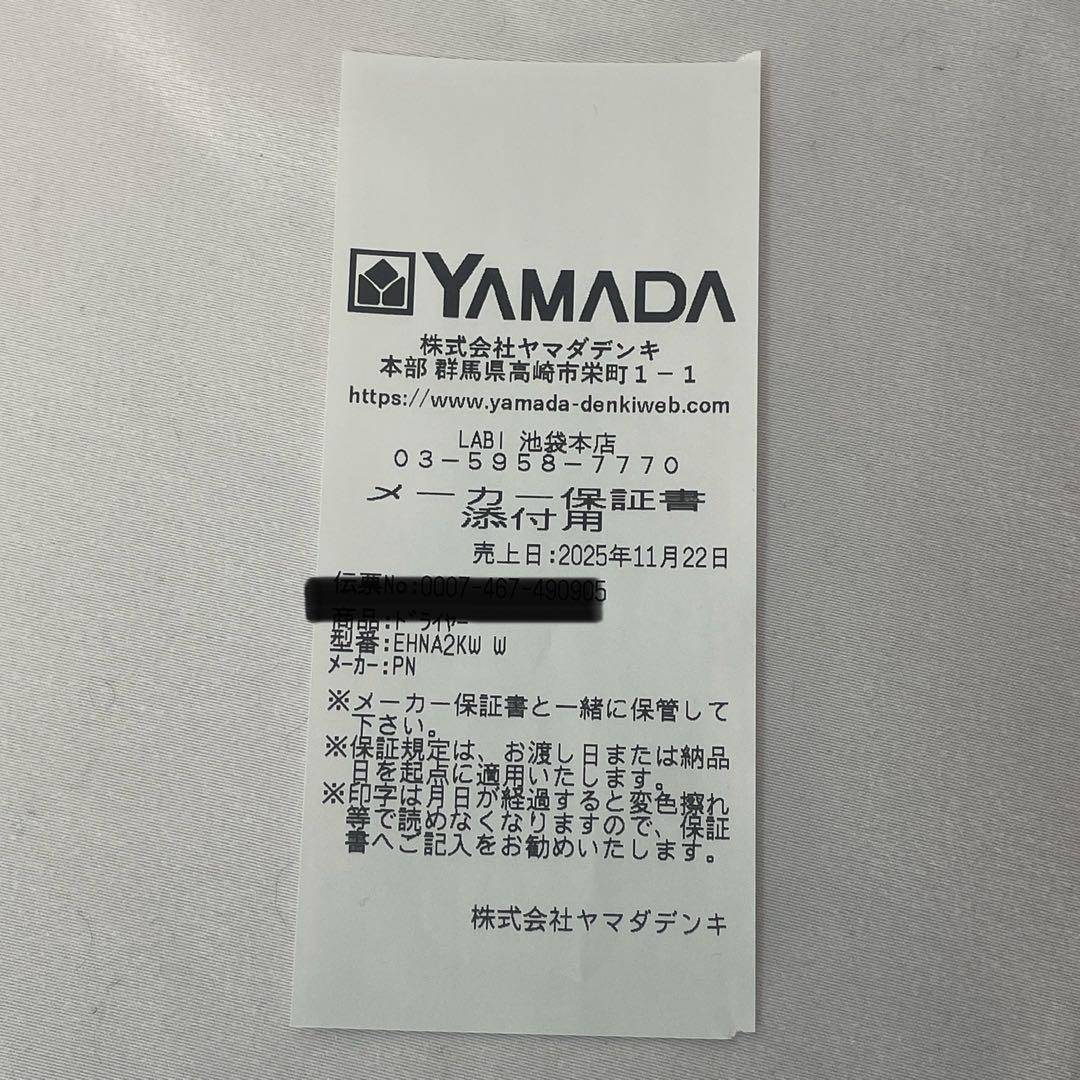 YAMADA
株式会社ヤマダデンキ
本部 群馬県高崎市栄町1-1
https://www.yamada-denkiweb.com
LABI 池袋本店
03-5958-7770
メーカー保証書
添付用
売上日:2025年11月22日
商品:ドライヤー
型番:EHNA2KW W
メーカー:PN
※メーカー保証書と一緒に保管して
下さい。
※保証規定は、お渡し日または納品
日を起点に適用いたします。
※印字は月日が経過すると変色擦れ
等で読めなくなりますので、保証
書へご記入をお勧めいたします。
株式会社ヤマダデンキ